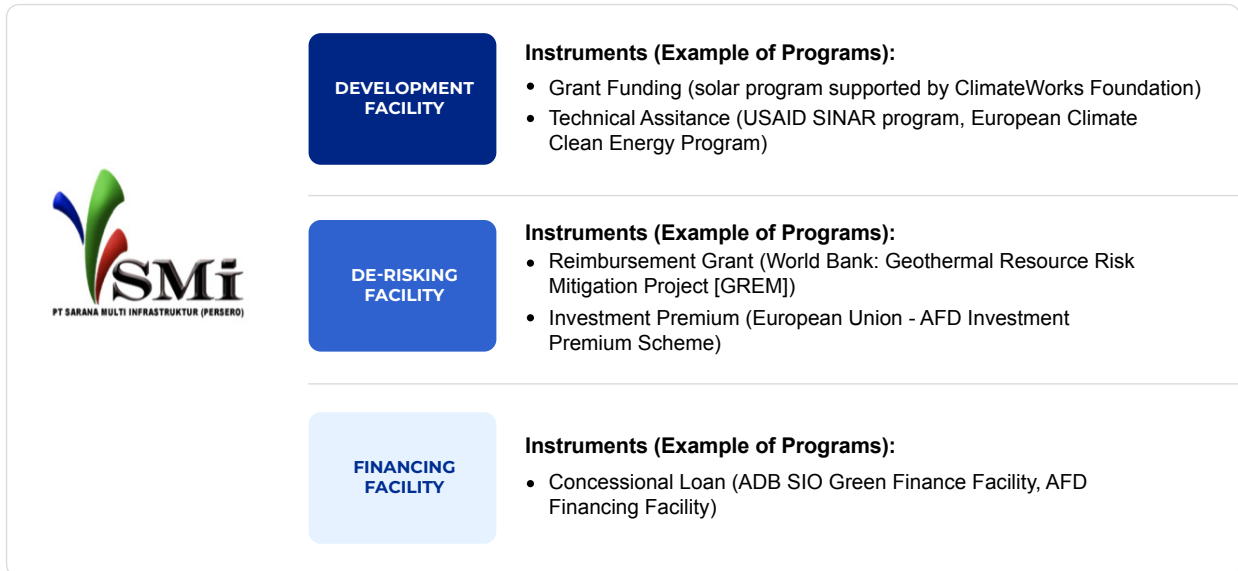 SMi
PT SARANA MULTI INFRASTRUKTUR (PERSERO)
DEVELOPMENT
FACILITY
Instruments (Example of Programs):
• Grant Funding (solar program supported by ClimateWorks Foundation)
• Technical Assitance (USAID SINAR program, European Climate
Clean Energy Program)
DE-RISKING
FACILITY
Instruments (Example of Programs):
• Reimbursement Grant (World Bank: Geothermal Resource Risk
Mitigation Project [GREM])
• Investment Premium (European Union - AFD Investment
Premium Scheme)
FINANCING
FACILITY
Instruments (Example of Programs):
• Concessional Loan (ADB SIO Green Finance Facility, AFD
Financing Facility)